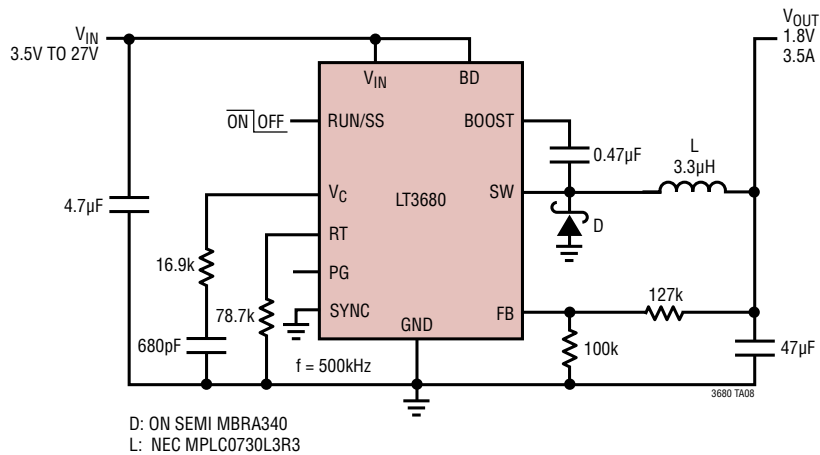 VIN
3.5V TO 27V
VOUT
1.8V
3.5A
VIN
BD
ON OFF
RUN/SS
BOOST
0.47µF
L
3.3µH
4.7µF
VC
LT3680
SW
D
RT
16.9k
PG
78.7k
SYNC
GND
FB
127k
680pF
f = 500kHz
100k
47µF
3680 TA08
D: ON SEMI MBRA340
L: NEC MPLC0730L3R3